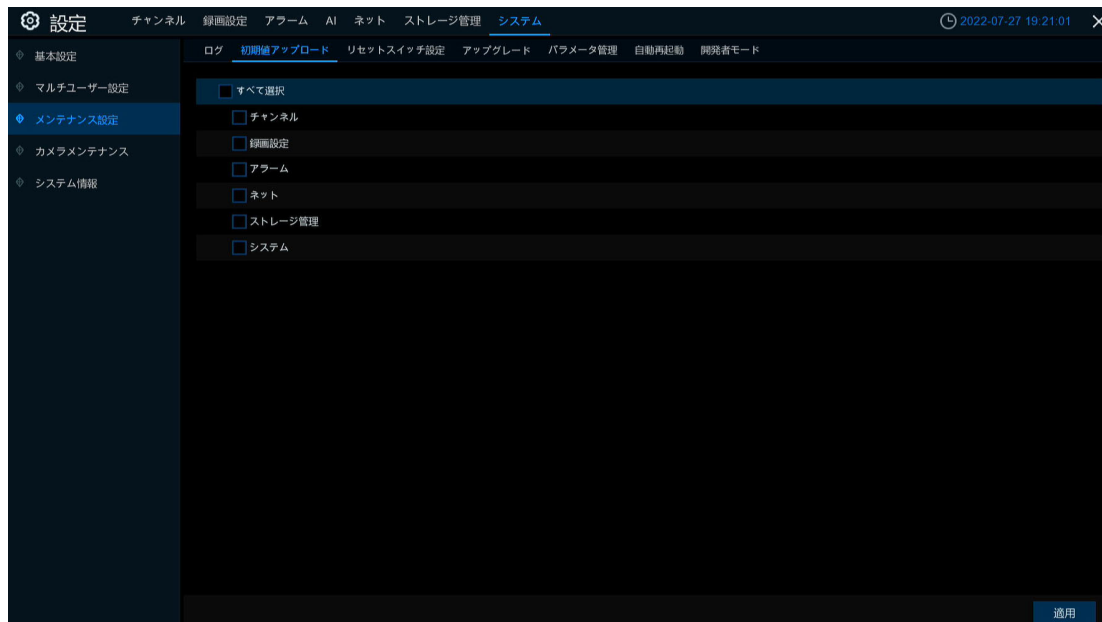 設定 チャンネル 録画設定 アラーム AI ネット ストレージ管理 システム 2022-07-27 19:21:01
ログ 初期値アップロード リセットスイッチ設定 アップグレード パラメータ管理 自動再起動 開発者モード
基本設定
マルチユーザー設定
メンテナンス設定
カメラメンテナンス
システム情報
すべて選択
チャンネル
録画設定
アラーム
ネット
ストレージ管理
システム
適用